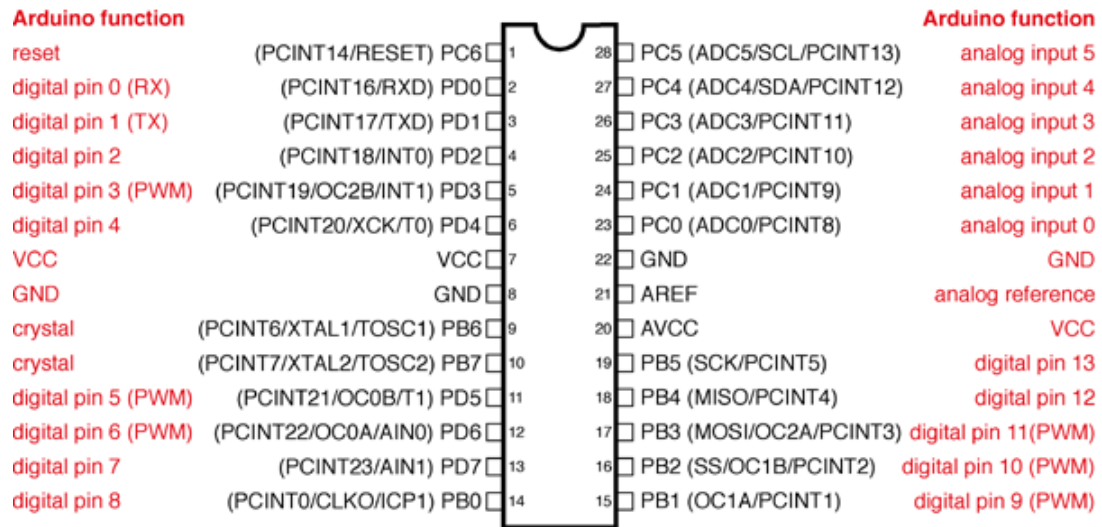 Arduino function Arduino function
reset (PCINT14/RESET) PC6 1 28 PC5 (ADC5/SCL/PCINT13) analog input 5
digital pin 0 (RX) (PCINT16/RXD) PD0 2 27 PC4 (ADC4/SDA/PCINT12) analog input 4
digital pin 1 (TX) (PCINT17/TXD) PD1 3 26 PC3 (ADC3/PCINT11) analog input 3
digital pin 2 (PCINT18/INT0) PD2 4 25 PC2 (ADC2/PCINT10) analog input 2
digital pin 3 (PWM) (PCINT19/OC2B/INT1) PD3 5 24 PC1 (ADC1/PCINT9) analog input 1
digital pin 4 (PCINT20/XCK/T0) PD4 6 23 PC0 (ADC0/PCINT8) analog input 0
VCC VCC 7 22 GND GND
GND GND 8 21 AREF analog reference
crystal (PCINT6/XTAL1/TOSC1) PB6 9 20 AVCC VCC
crystal (PCINT7/XTAL2/TOSC2) PB7 10 19 PB5 (SCK/PCINT5) digital pin 13
digital pin 5 (PWM) (PCINT21/OC0B/T1) PD5 11 18 PB4 (MISO/PCINT4) digital pin 12
digital pin 6 (PWM) (PCINT22/OC0A/AIN0) PD6 12 17 PB3 (MOSI/OC2A/PCINT3) digital pin 11(PWM)
digital pin 7 (PCINT23/AIN1) PD7 13 16 PB2 (SS/OC1B/PCINT2) digital pin 10 (PWM)
digital pin 8 (PCINT0/CLKO/ICP1) PB0 14 15 PB1 (OC1A/PCINT1) digital pin 9 (PWM)